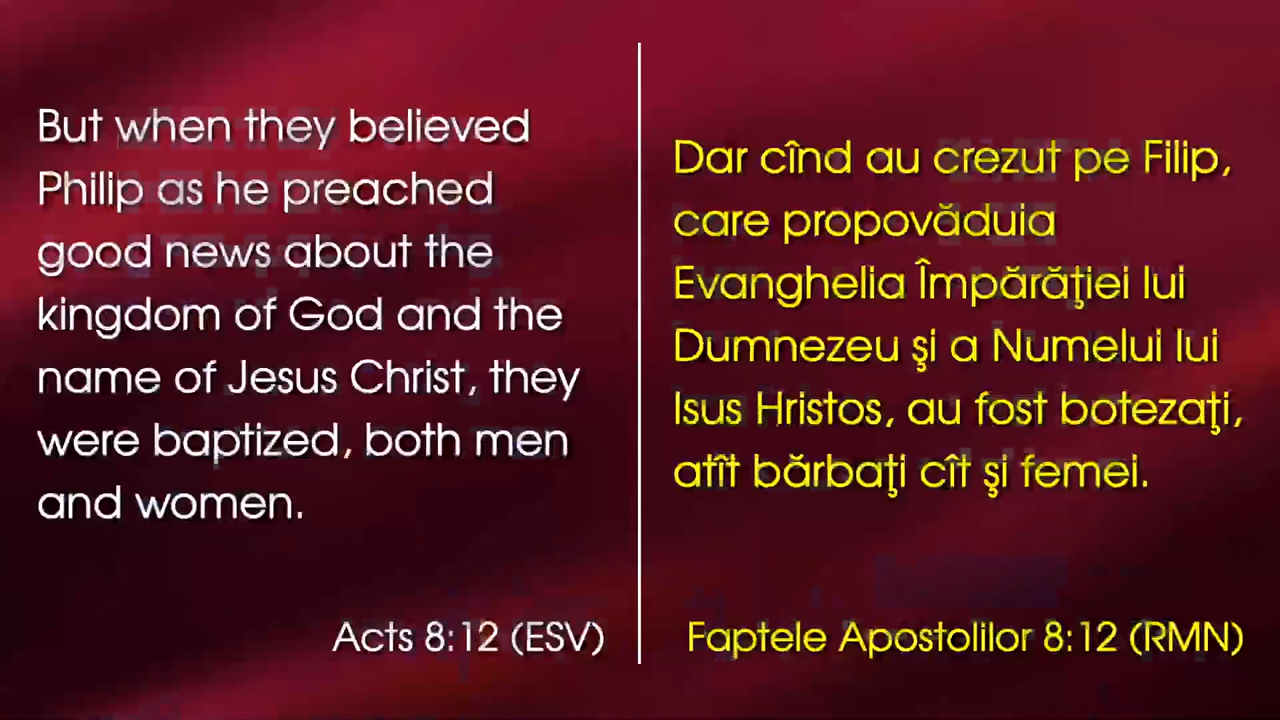 But when they believed
Philip as he preached
good news about the
kingdom of God and the
name of Jesus Christ, they
were baptized, both men
and women.
Acts 8:12 (ESV)
Dar cînd au crezut pe Filip,
care propovăduia
Evanghelia Împărăţiei lui
Dumnezeu şi a Numelui lui
Isus Hristos, au fost botezaţi,
atît bărbaţi cît şi femei.
Faptele Apostolilor 8:12 (RMN)